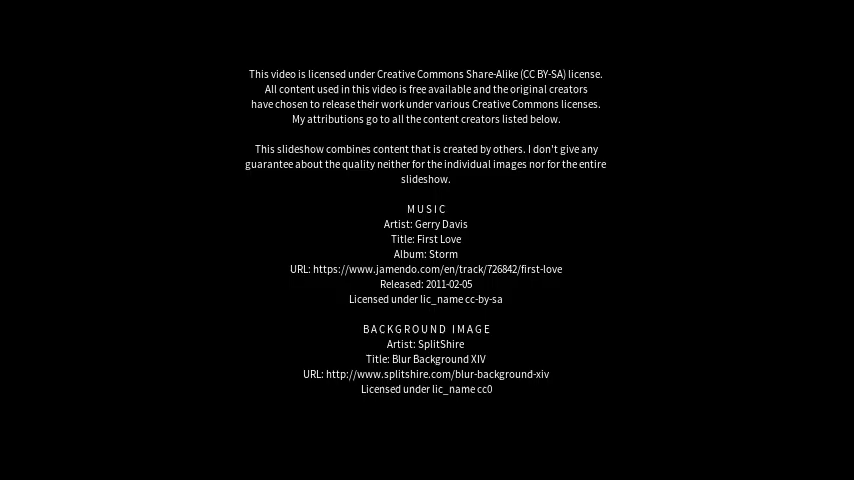 This video is licensed under Creative Commons Share-Alike (CC BY-SA) license.
All content used in this video is free available and the original creators
have chosen to release their work under various Creative Commons licenses.
My attributions go to all the content creators listed below.
This slideshow combines content that is created by others. I don't give any
guarantee about the quality neither for the individual images nor for the entire
slideshow.
MUSIC
Artist: Gerry Davis
Title: First Love
Album: Storm
URL: https://www.jamendo.com/en/track/726842/first-love
Released: 2011-02-05
Licensed under lic_name cc-by-sa
BACKGROUND IMAGE
Artist: SplitShire
Title: Blur Background XIV
URL: http://www.splitshire.com/blur-background-xiv
Licensed under lic_name cc0